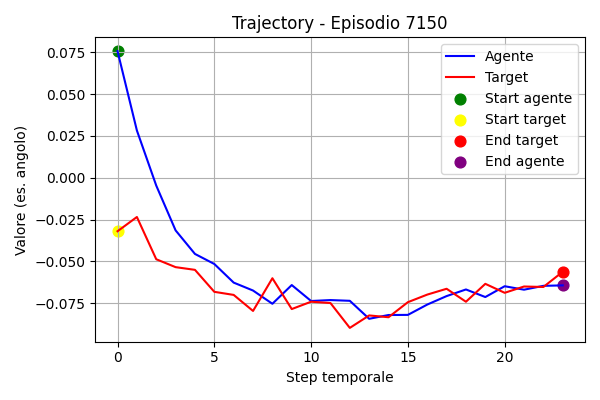 Trajectory - Episodio 7150
Valore (es. angolo)
0.075
0.050
0.025
0.000
−0.025
−0.050
−0.075
Agente
Target
Start agente
Start target
End target
End agente
0 5 10 15 20
Step temporale